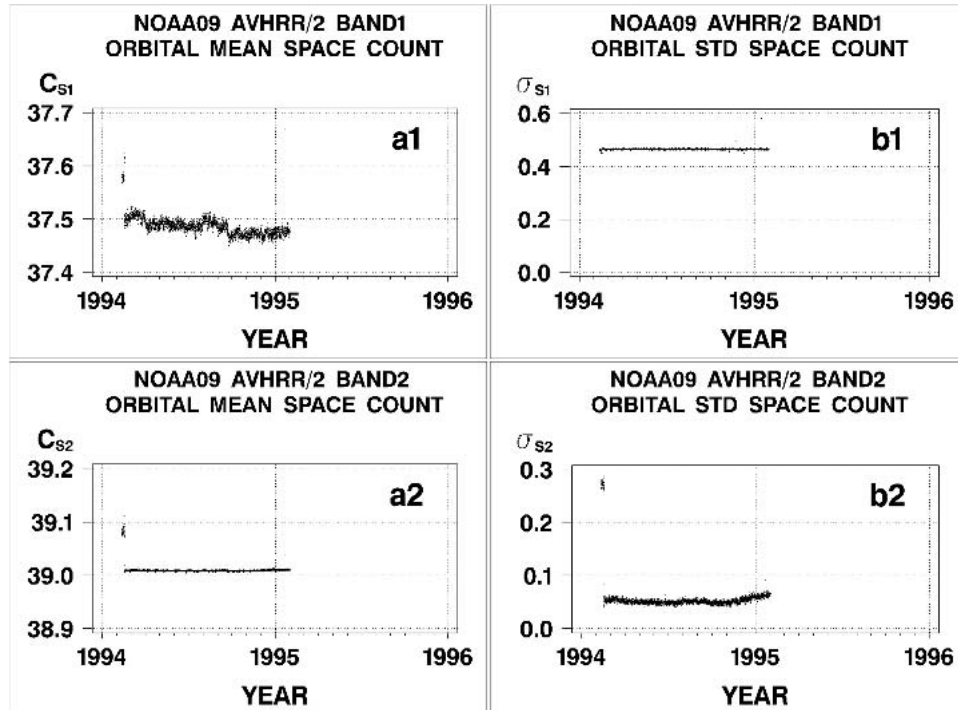 NOAA09 AVHRR/2 BAND1
ORBITAL MEAN SPACE COUNT
CS1
37.7
37.6
37.5
37.4
a1
1994
1995
1996
YEAR
NOAA09 AVHRR/2 BAND1
ORBITAL STD SPACE COUNT
σS1
0.6
0.4
0.2
0.0
b1
1994
1995
1996
YEAR
NOAA09 AVHRR/2 BAND2
ORBITAL MEAN SPACE COUNT
CS2
39.2
39.1
39.0
38.9
a2
1994
1995
1996
YEAR
NOAA09 AVHRR/2 BAND2
ORBITAL STD SPACE COUNT
σS2
0.3
0.2
0.1
0.0
b2
1994
1995
1996
YEAR